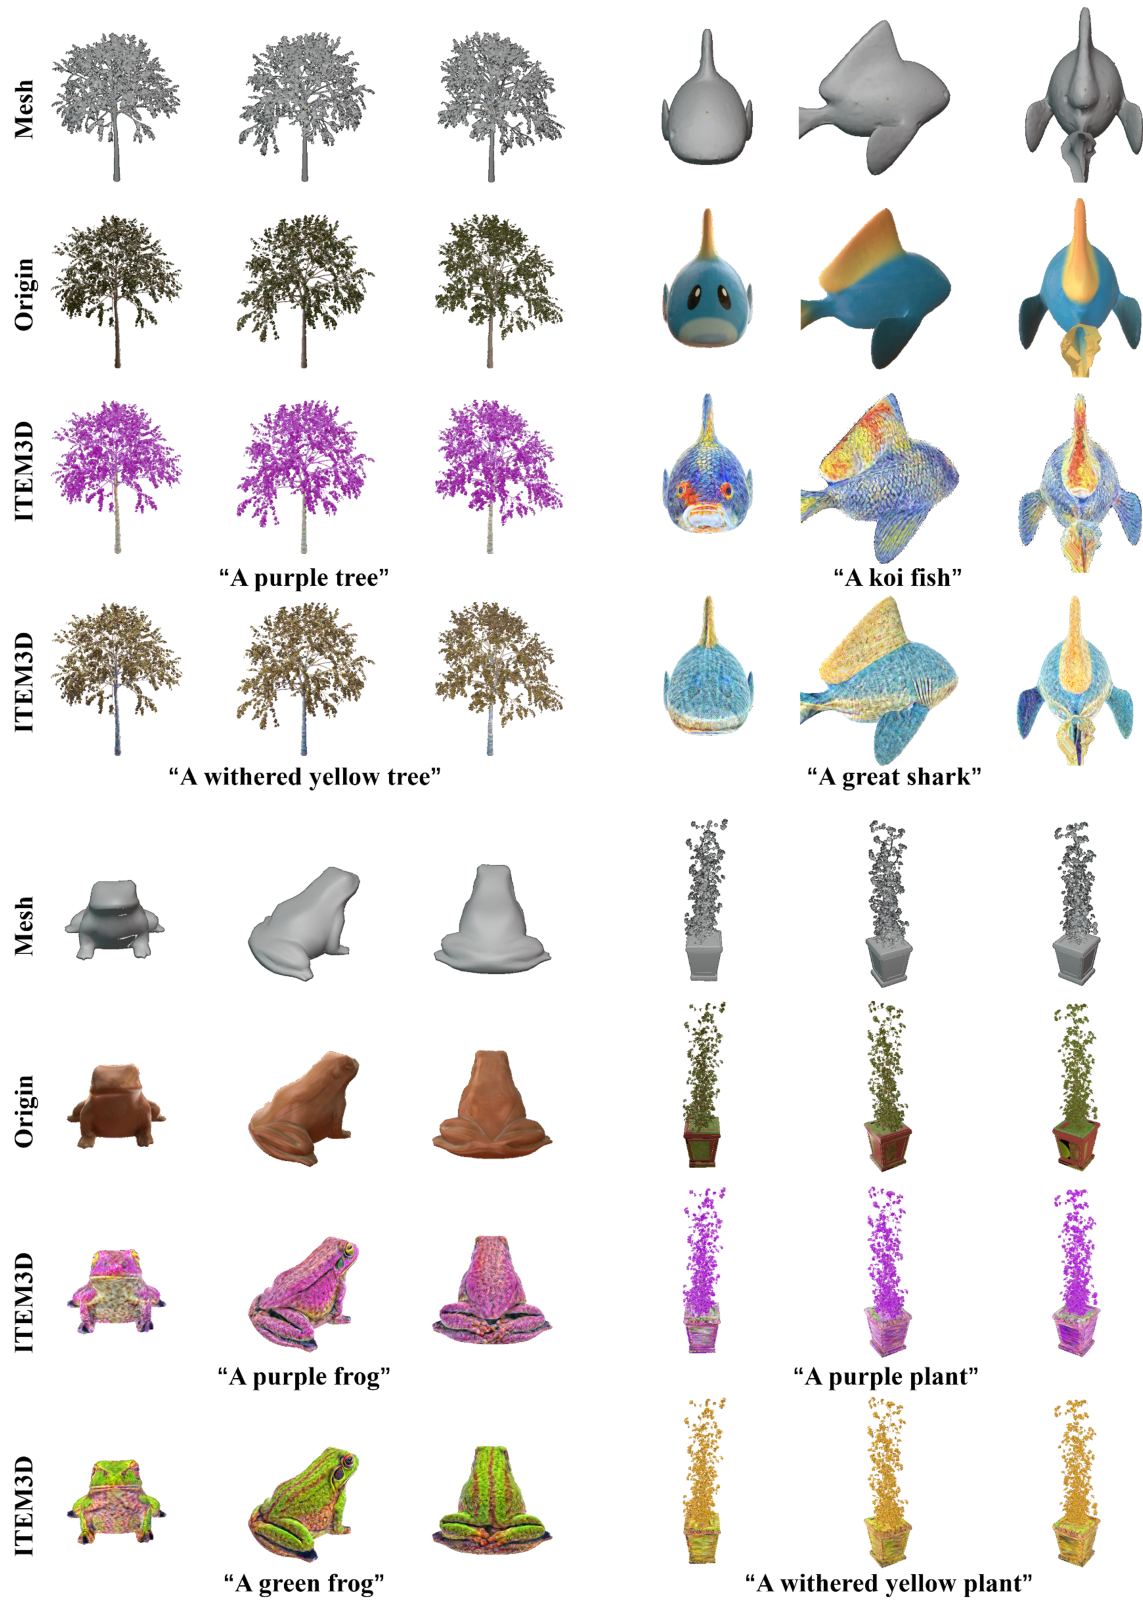 Mesh
Origin
ITEM3D
“A purple tree”
“A koi fish”
ITEM3D
“A withered yellow tree”
“A great shark”
Mesh
Origin
ITEM3D
“A purple frog”
“A purple plant”
ITEM3D
“A green frog”
“A withered yellow plant”